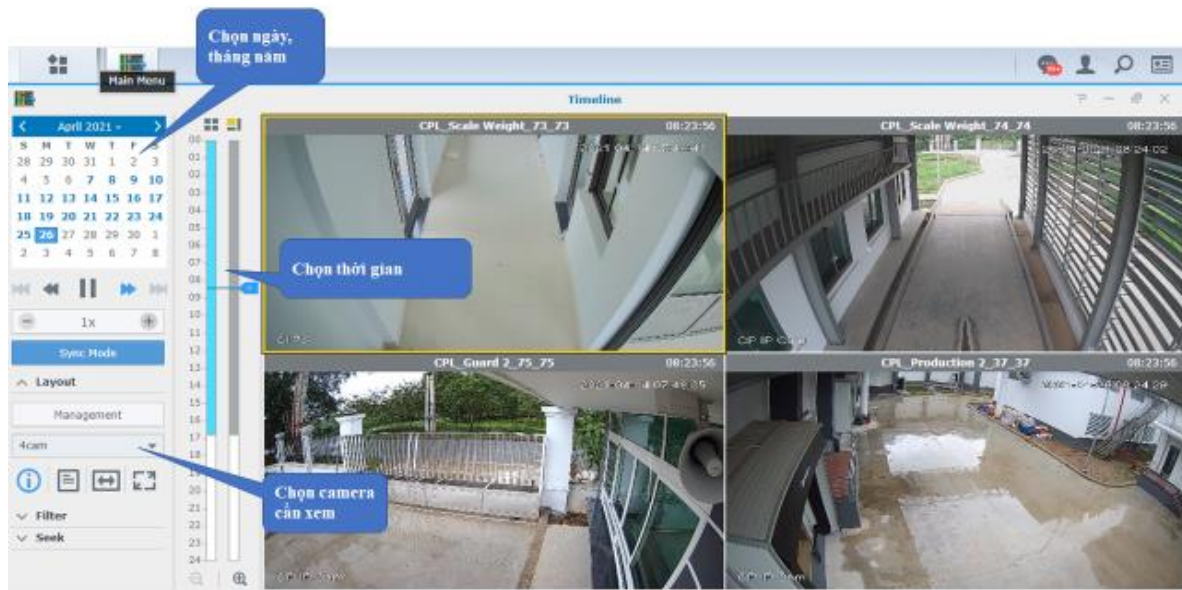 Chọn ngày,
tháng năm
Main Menu
Timeline
April 2021
S M T W T F S
28 29 30 31 1 2 3
4 5 6 7 8 9 10
11 12 13 14 15 16 17
18 19 20 21 22 23 24
25 26 27 28 29 30 1
2 3 4 5 6 7 8
1x
Sync Mode
Layout
Management
4cam
Filter
Seek
00
01
02
03
04
05
06
07
08
09
10
11
12
13
14
15
16
17
18
20
21
22
23
24
Chọn thời gian
Chọn camera
cần xem
CPL_Scale Weight_73_73 08:23:56
CPL_Scale Weight_74_74 08:23:56
08:24:02
CPL_Guard 2_75_75 08:23:56
CPL_Production 2_37_37 08:23:56